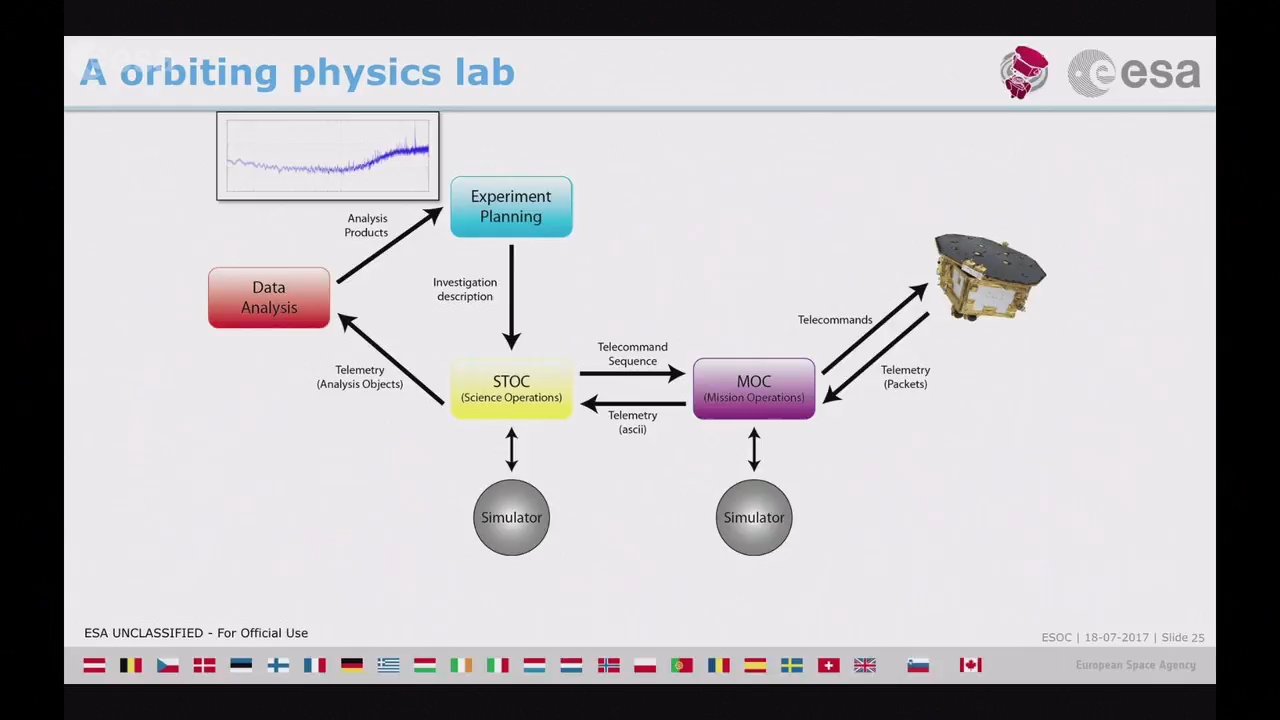 A orbiting physics lab
esa
Experiment
Planning
Analysis
Products
Data
Analysis
Investigation
description
Telecommands
Telecommand
Sequence
Telemetry
(Analysis Objects)
STOC
(Science Operations)
MOC
(Mission Operations)
Telemetry
(Packets)
Telemetry
(ascii)
Simulator
Simulator
ESA UNCLASSIFIED - For Official Use
ESOC | 18-07-2017 | Slide 25
European Space Agency